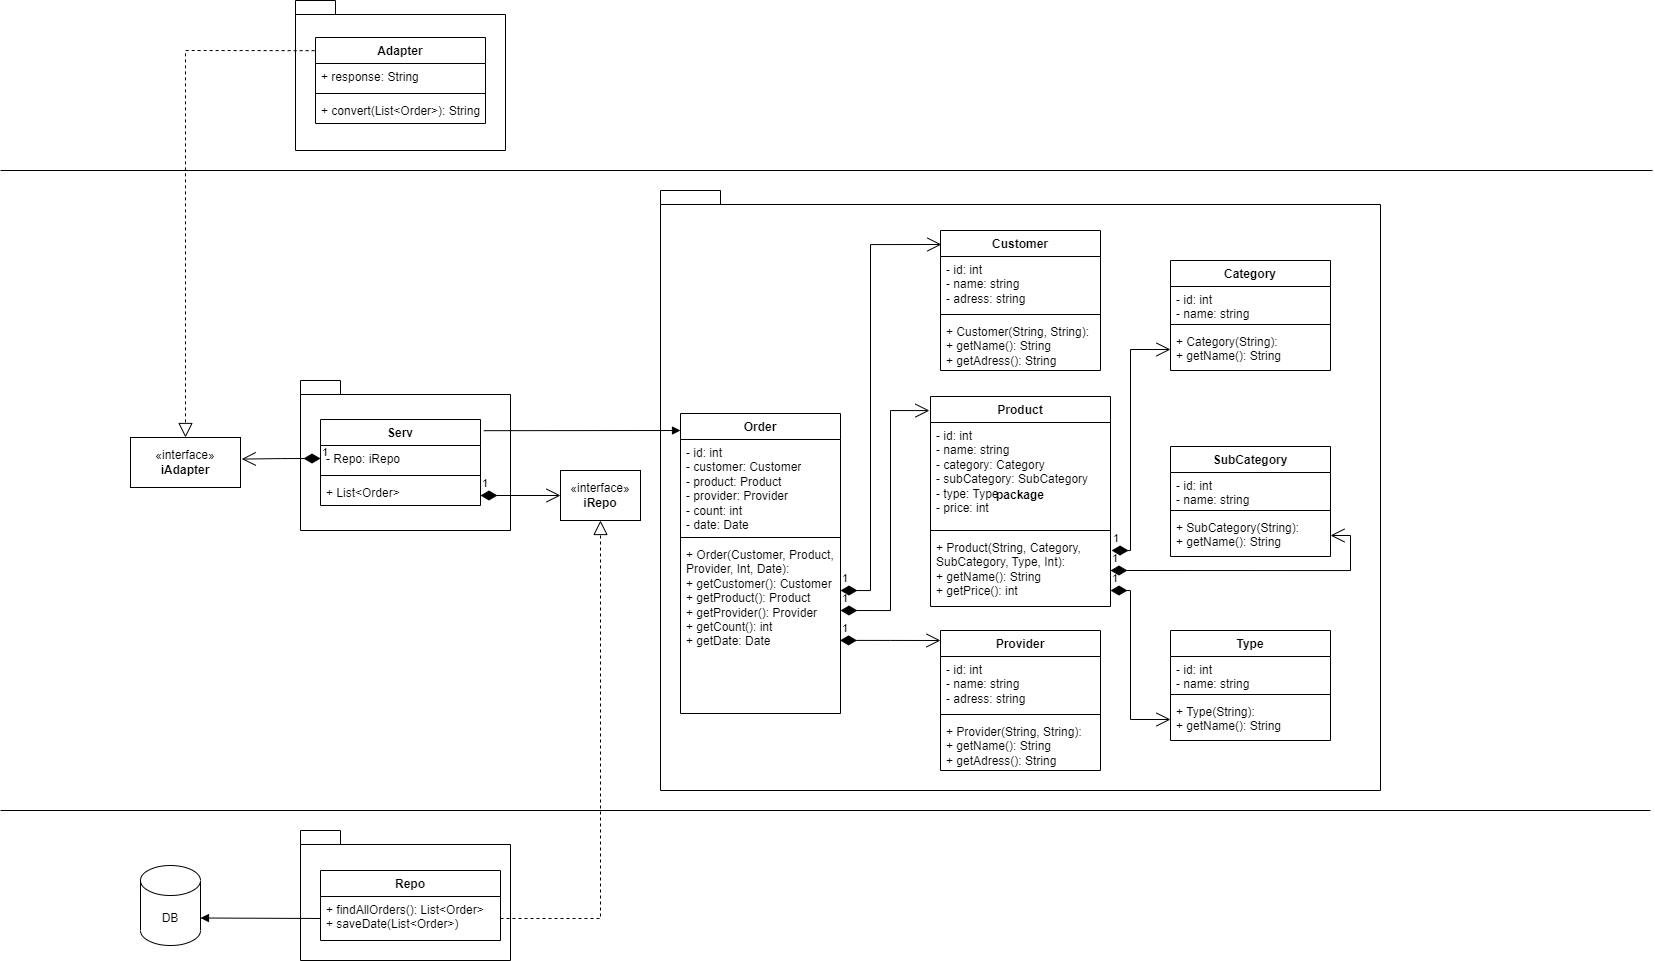 Adapter
+ response: String
+ convert(List<Order>): String
«interface»
iAdapter
Serv
1
- Repo: iRepo
+ List<Order>
1
«interface»
iRepo
Order
- id: int
- customer: Customer
- product: Product
- provider: Provider
- count: int
- date: Date
+ Order(Customer, Product,
Provider, Int, Date):
+ getCustomer(): Customer
+ getProduct(): Product
+ getProvider(): Provider
+ getCount(): int
+ getDate: Date
1
1
1
Customer
- id: int
- name: string
- adress: string
+ Customer(String, String):
+ getName(): String
+ getAdress(): String
Product
- id: int
- name: string
- category: Category
- subCategory: SubCategory
- type: Type
package
- price: int
+ Product(String, Category,
SubCategory, Type, Int):
+ getName(): String
+ getPrice(): int
1
1
1
Provider
- id: int
- name: string
- adress: string
+ Provider(String, String):
+ getName(): String
+ getAdress(): String
Category
- id: int
- name: string
+ Category(String):
+ getName(): String
SubCategory
- id: int
- name: string
+ SubCategory(String):
+ getName(): String
Type
- id: int
- name: string
+ Type(String):
+ getName(): String
DB
Repo
+ findAllOrders(): List<Order>
+ saveDate(List<Order>)